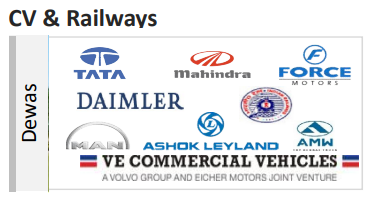 CV & Railways
Dewas
TATA
Mahindra
FORCE
MOTORS
DAIMLER
MAN
ASHOK LEYLAND
AMW
VE COMMERCIAL VEHICLES
A VOLVO GROUP AND EICHER MOTORS JOINT VENTURE